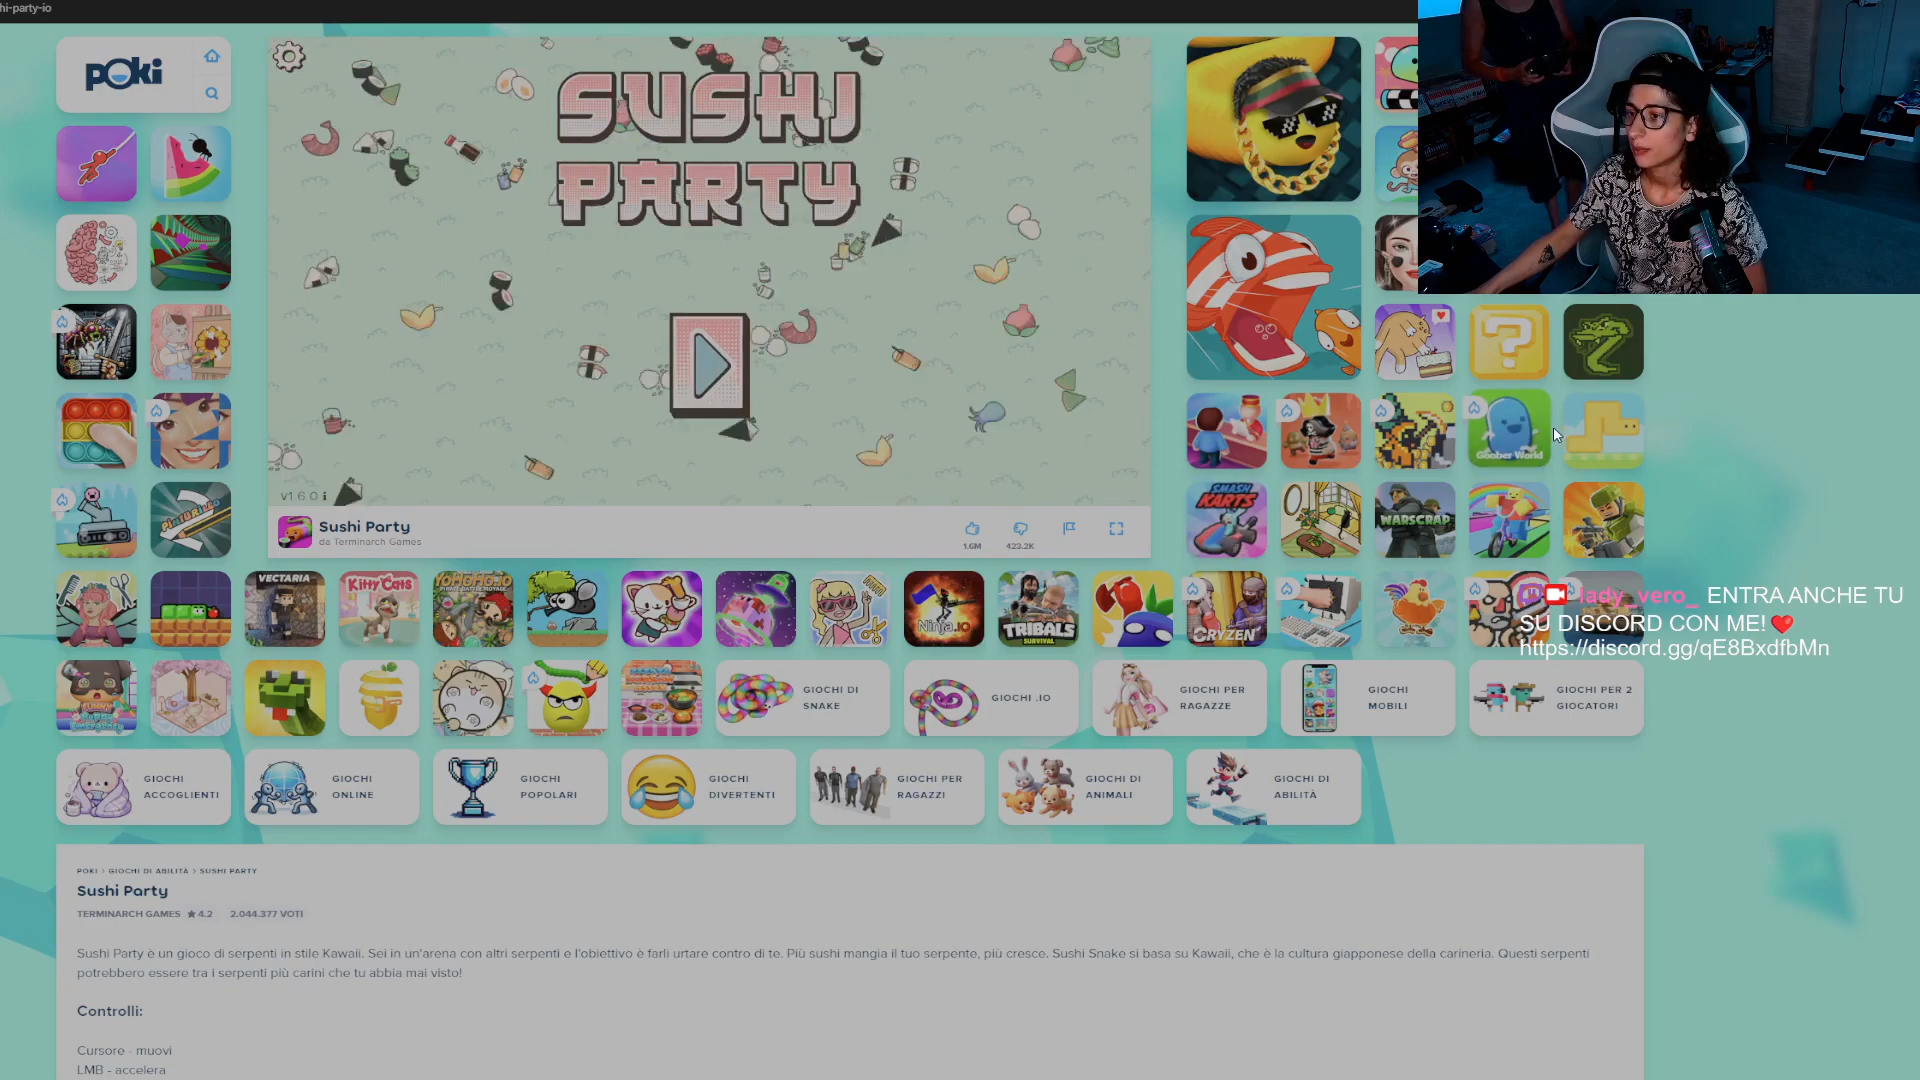 hi-party-io
poki
SUSHI
PARTY
v1.6.0 i
Sushi Party
da Terminarch Games
1.6M
423.2K
Goober World
SMASH
KARTS
WARSCRAP
VECTARIA
Kitty Cats
YOHOHO.IO
Ninja.io
TRIBALS
SURVIVAL
CRYZEN
PINTURILLO
lady_vero_ ENTRA ANCHE TU
SU DISCORD CON ME!❤️
https://discord.gg/qE8BxdfbMn
GIOCHI DI
SNAKE
GIOCHI .IO
GIOCHI PER
RAGAZZE
GIOCHI
MOBILI
GIOCHI PER 2
GIOCATORI
GIOCHI
ACCOGLIENTI
GIOCHI
ONLINE
GIOCHI
POPOLARI
GIOCHI
DIVERTENTI
GIOCHI PER
RAGAZZI
GIOCHI DI
ANIMALI
GIOCHI DI
ABILITÀ
POKI › GIOCHI DI ABILITÀ › SUSHI PARTY
Sushi Party
TERMINARCH GAMES ★ 4.2 2.044.377 VOTI
Sushi Party è un gioco di serpenti in stile Kawaii. Sei in un'arena con altri serpenti e l'obiettivo è farli urtare contro di te. Più sushi mangia il tuo serpente, più cresce. Sushi Snake si basa su Kawaii, che è la cultura giapponese della carineria. Questi serpenti
potrebbero essere tra i serpenti più carini che tu abbia mai visto!
Controlli:
Cursore - muovi
LMB - accelera